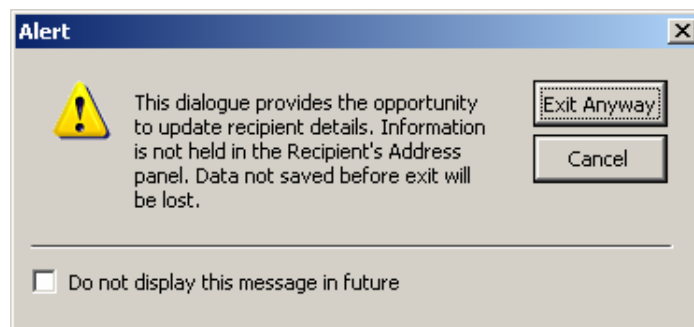 Alert
This dialogue provides the opportunity
to update recipient details. Information
is not held in the Recipient's Address
panel. Data not saved before exit will
be lost.
Exit Anyway
Cancel
Do not display this message in future